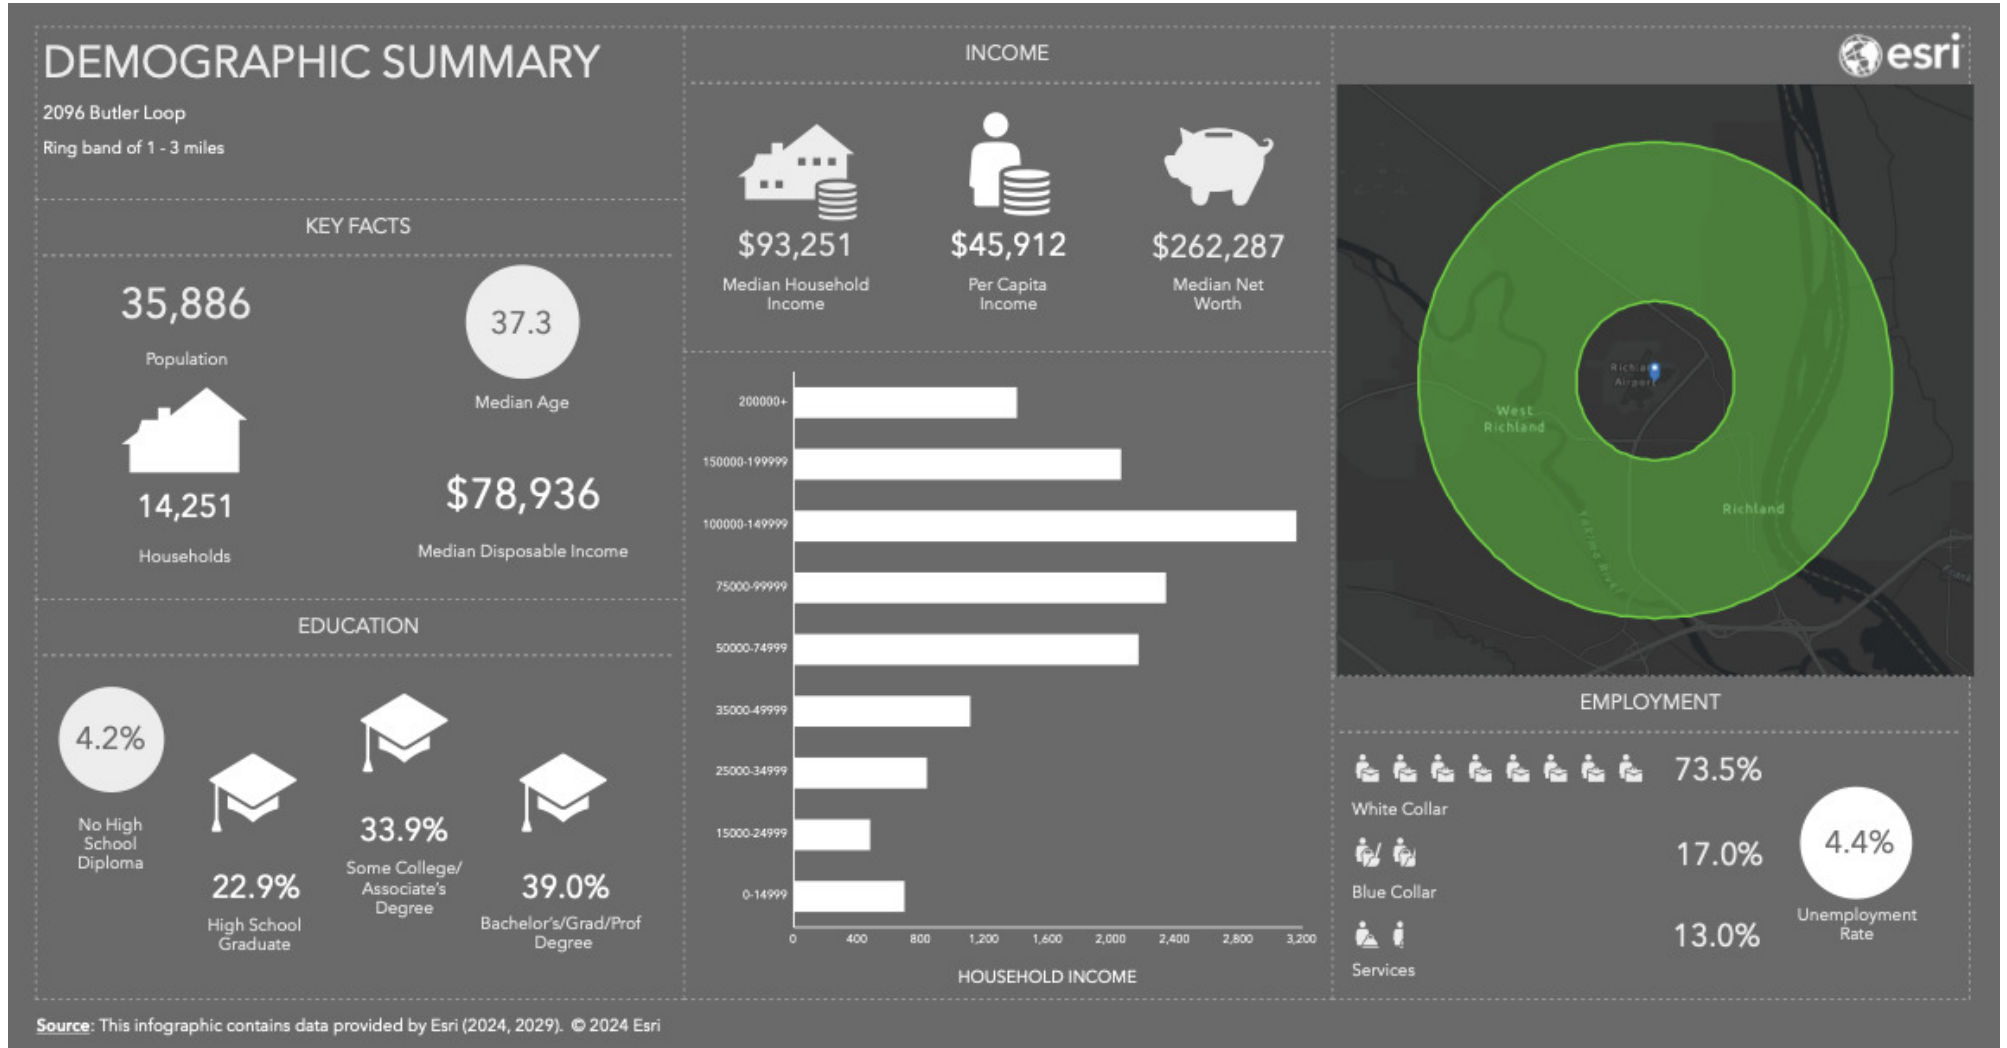 DEMOGRAPHIC SUMMARY
2096 Butler Loop
Ring band of 1 - 3 miles
KEY FACTS
35,886
Population
37.3
Median Age
14,251
Households
$78,936
Median Disposable Income
EDUCATION
4.2%
No High
School
Diploma
22.9%
High School
Graduate
33.9%
Some College/
Associate's
Degree
39.0%
Bachelor's/Grad/Prof
Degree
INCOME
$93,251
Median Household
Income
$45,912
Per Capita
Income
$262,287
Median Net
Worth
200000+
150000-199999
100000-149999
75000-99999
50000-74999
35000-49999
25000-34999
15000-24999
0-14999
0 400 800 1,200 1,600 2,000 2,400 2,800 3,200
HOUSEHOLD INCOME
esri
Richland
Airport
West
Richland
Richland
Yakima River
EMPLOYMENT
73.5%
White Collar
17.0%
Blue Collar
13.0%
Services
4.4%
Unemployment
Rate
Source: This infographic contains data provided by Esri (2024, 2029). © 2024 Esri